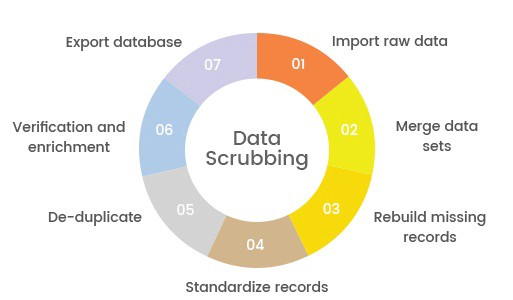 Data
Scrubbing
01
Import raw data
02
Merge data
sets
03
Rebuild missing
records
04
Standardize records
05
De-duplicate
06
Verification and
enrichment
07
Export database